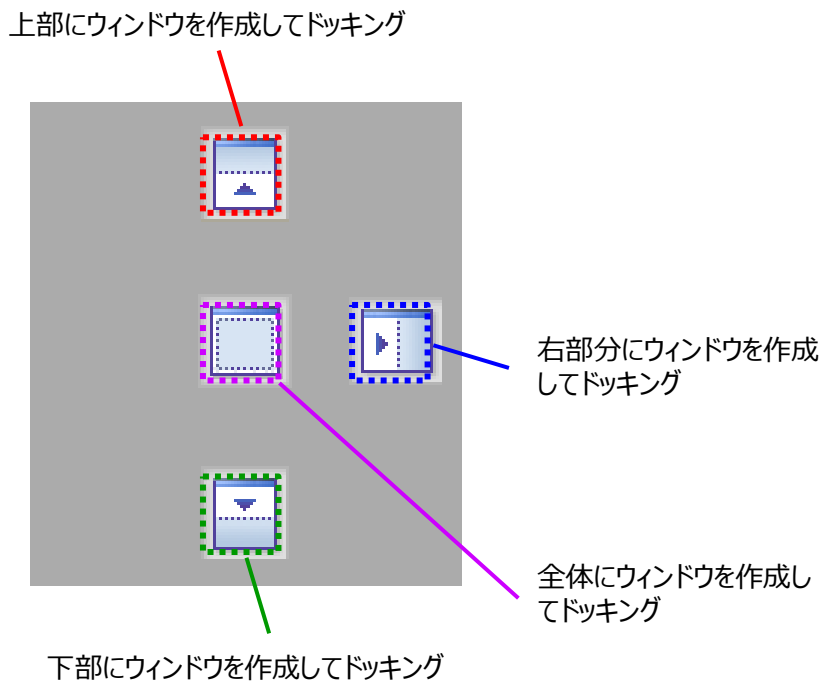 上部にウィンドウを作成してドッキング
右部分にウィンドウを作成
してドッキング
全体にウィンドウを作成し
てドッキング
下部にウィンドウを作成してドッキング